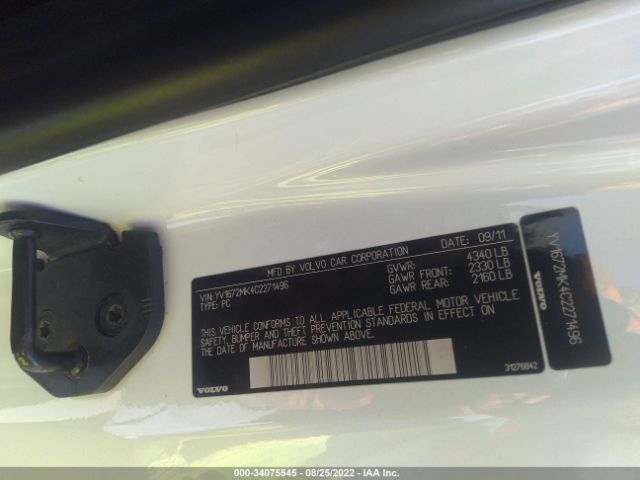 MFD BY VOLVO CAR CORPORATION DATE: 09/11
GVWR: 4340 LB
VIN: YV1672MK4C2271496 GAWR FRONT: 2330 LB
TYPE: PC GAWR REAR: 2160 LB
THIS VEHICLE CONFORMS TO ALL APPLICABLE FEDERAL MOTOR VEHICLE
SAFETY, BUMPER AND THEFT PREVENTION STANDARDS IN EFFECT ON
THE DATE OF MANUFACTURE SHOWN ABOVE.
VOLVO 31276842
YV1672MK4C2271496
VOLVO
000-34075545 - 08/25/2022 - IAA Inc.